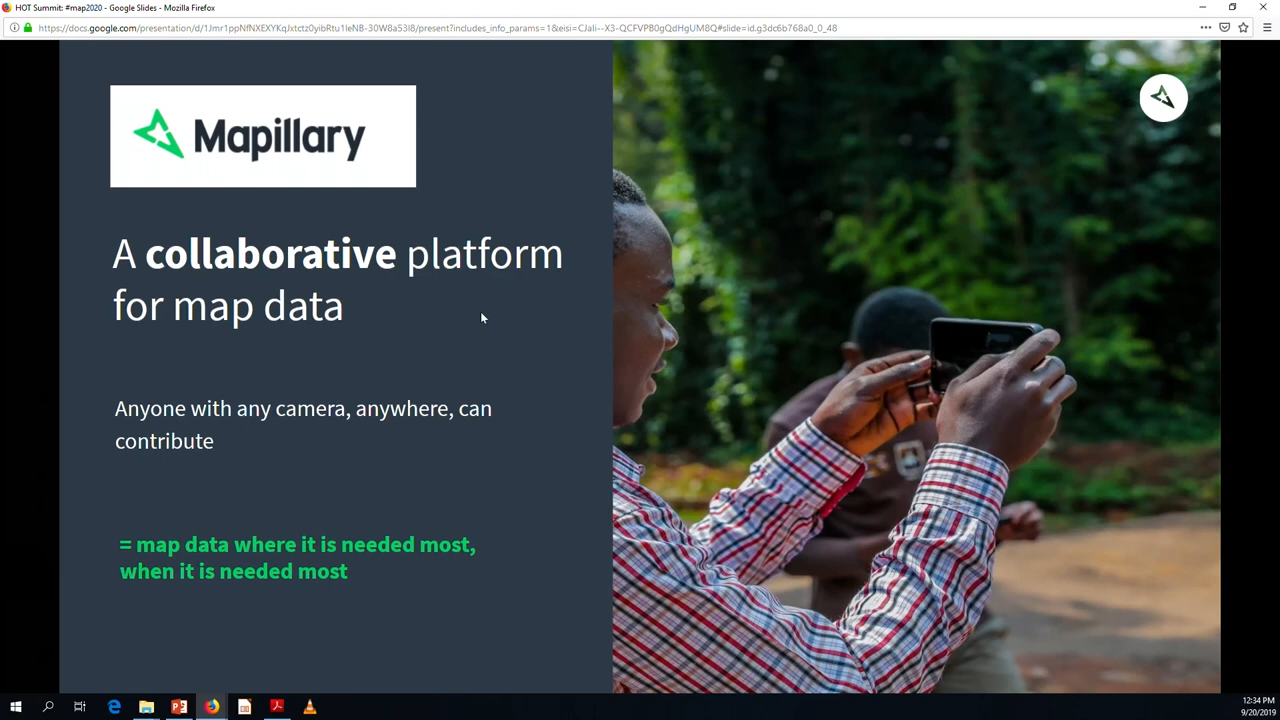 HOT Summit: #map2020 - Google Slides - Mozilla Firefox
Mapillary
A collaborative platform
for map data
Anyone with any camera, anywhere, can
contribute
= map data where it is needed most,
when it is needed most
12:34 PM
9/20/2019